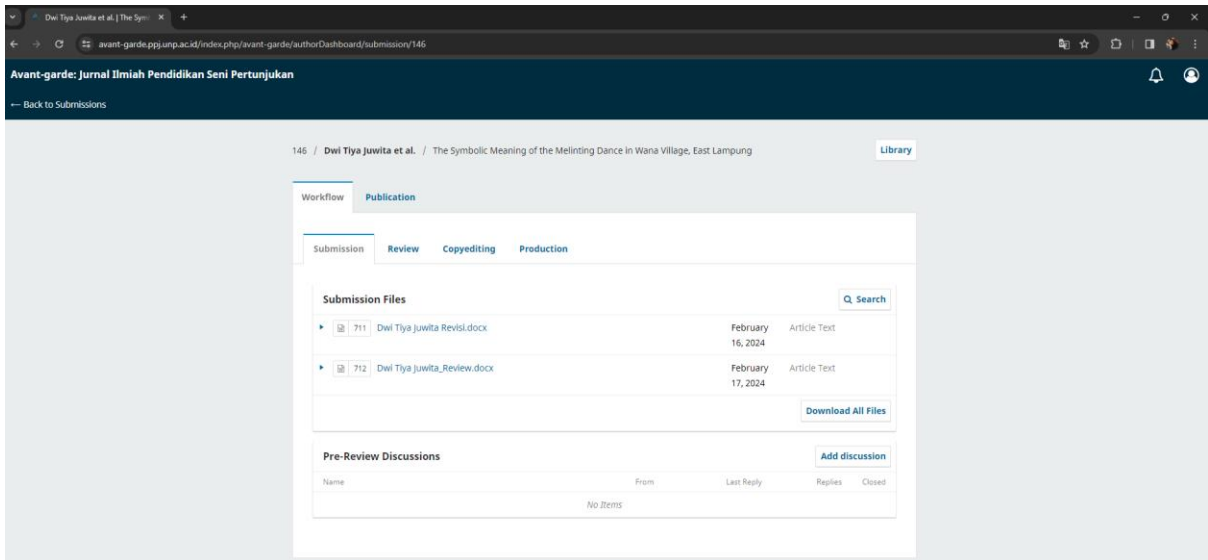 Dwi Tiya Juwita et al. | The Sym
avant-garde.ppj.unp.ac.id/index.php/avant-garde/authorDashboard/submission/146
Avant-garde: Jurnal Ilmiah Pendidikan Seni Pertunjukan
← Back to Submissions
146 / Dwi Tiya Juwita et al. / The Symbolic Meaning of the Melinting Dance in Wana Village, East Lampung
Library
Workflow Publication
Submission Review Copyediting Production
Submission Files
Search
711 Dwi Tiya Juwita Revisi.docx February 16, 2024 Article Text
712 Dwi Tiya Juwita_Review.docx February 17, 2024 Article Text
Download All Files
Pre-Review Discussions
Add discussion
Name From Last Reply Replies Closed
No Items